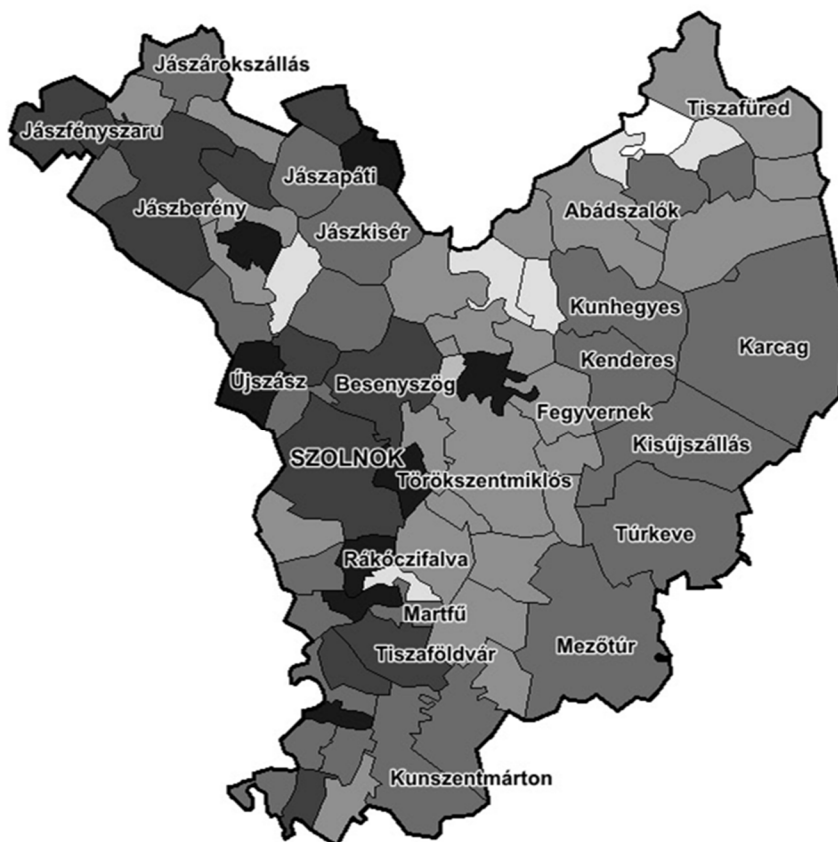 Jászárokszállás
Tiszafüred
Jászfényszaru
Jászapáti
Jászberény
Abádszalók
Jászkisér
Kunhegyes
Karcag
Kenderes
Újszász
Besenyszög
Fegyvernek
Kisújszállás
SZOLNOK
Törökszentmiklós
Túrkeve
Rákóczifalva
Martfű
Mezőtúr
Tiszaföldvár
Kunszentmárton